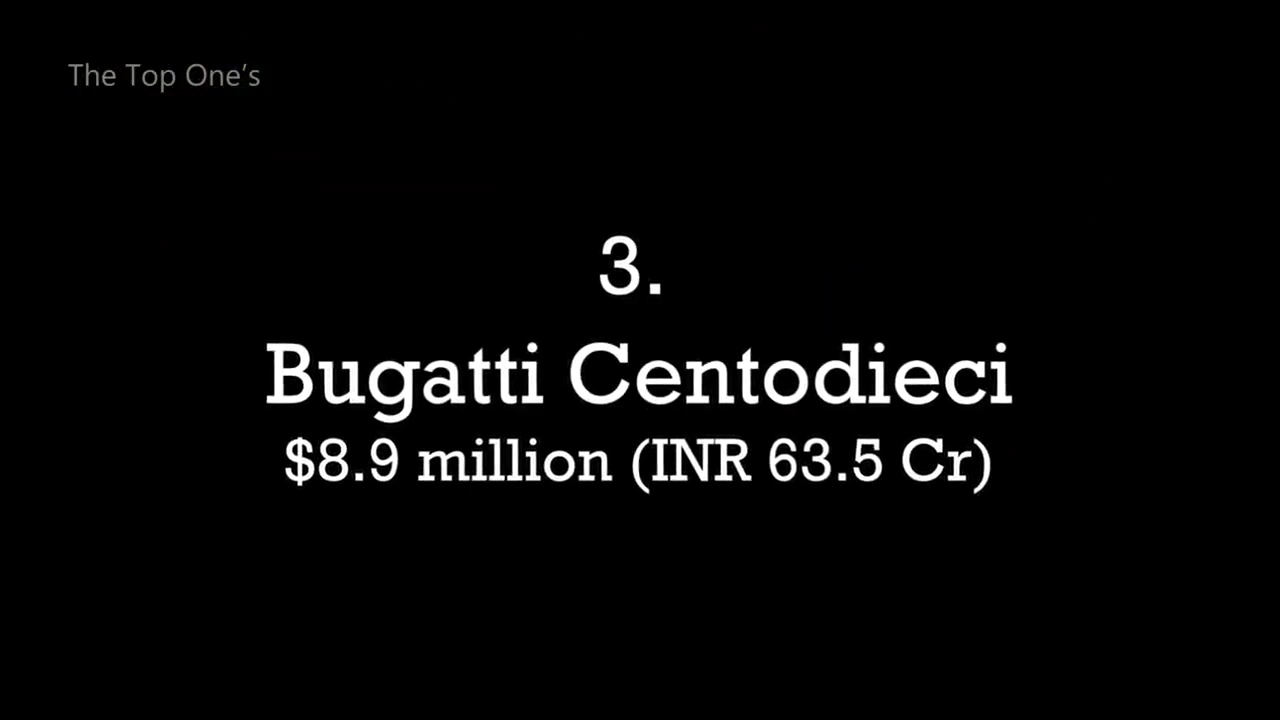 The Top One's
3.
Bugatti Centodieci
$8.9 million (INR 63.5 Cr)